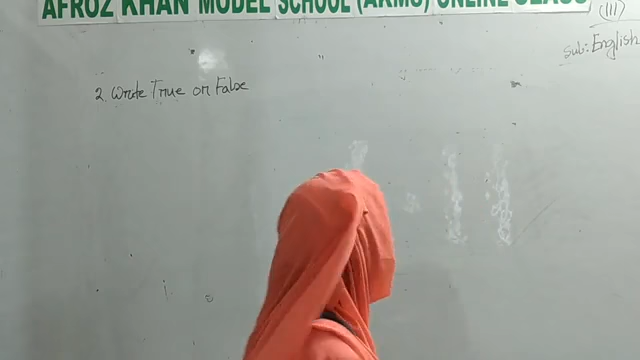 AFROZ KHAN MODEL SCHOOL (AKMS) ONLINE CLASS
(III)
Sub: English
2. Write True or False